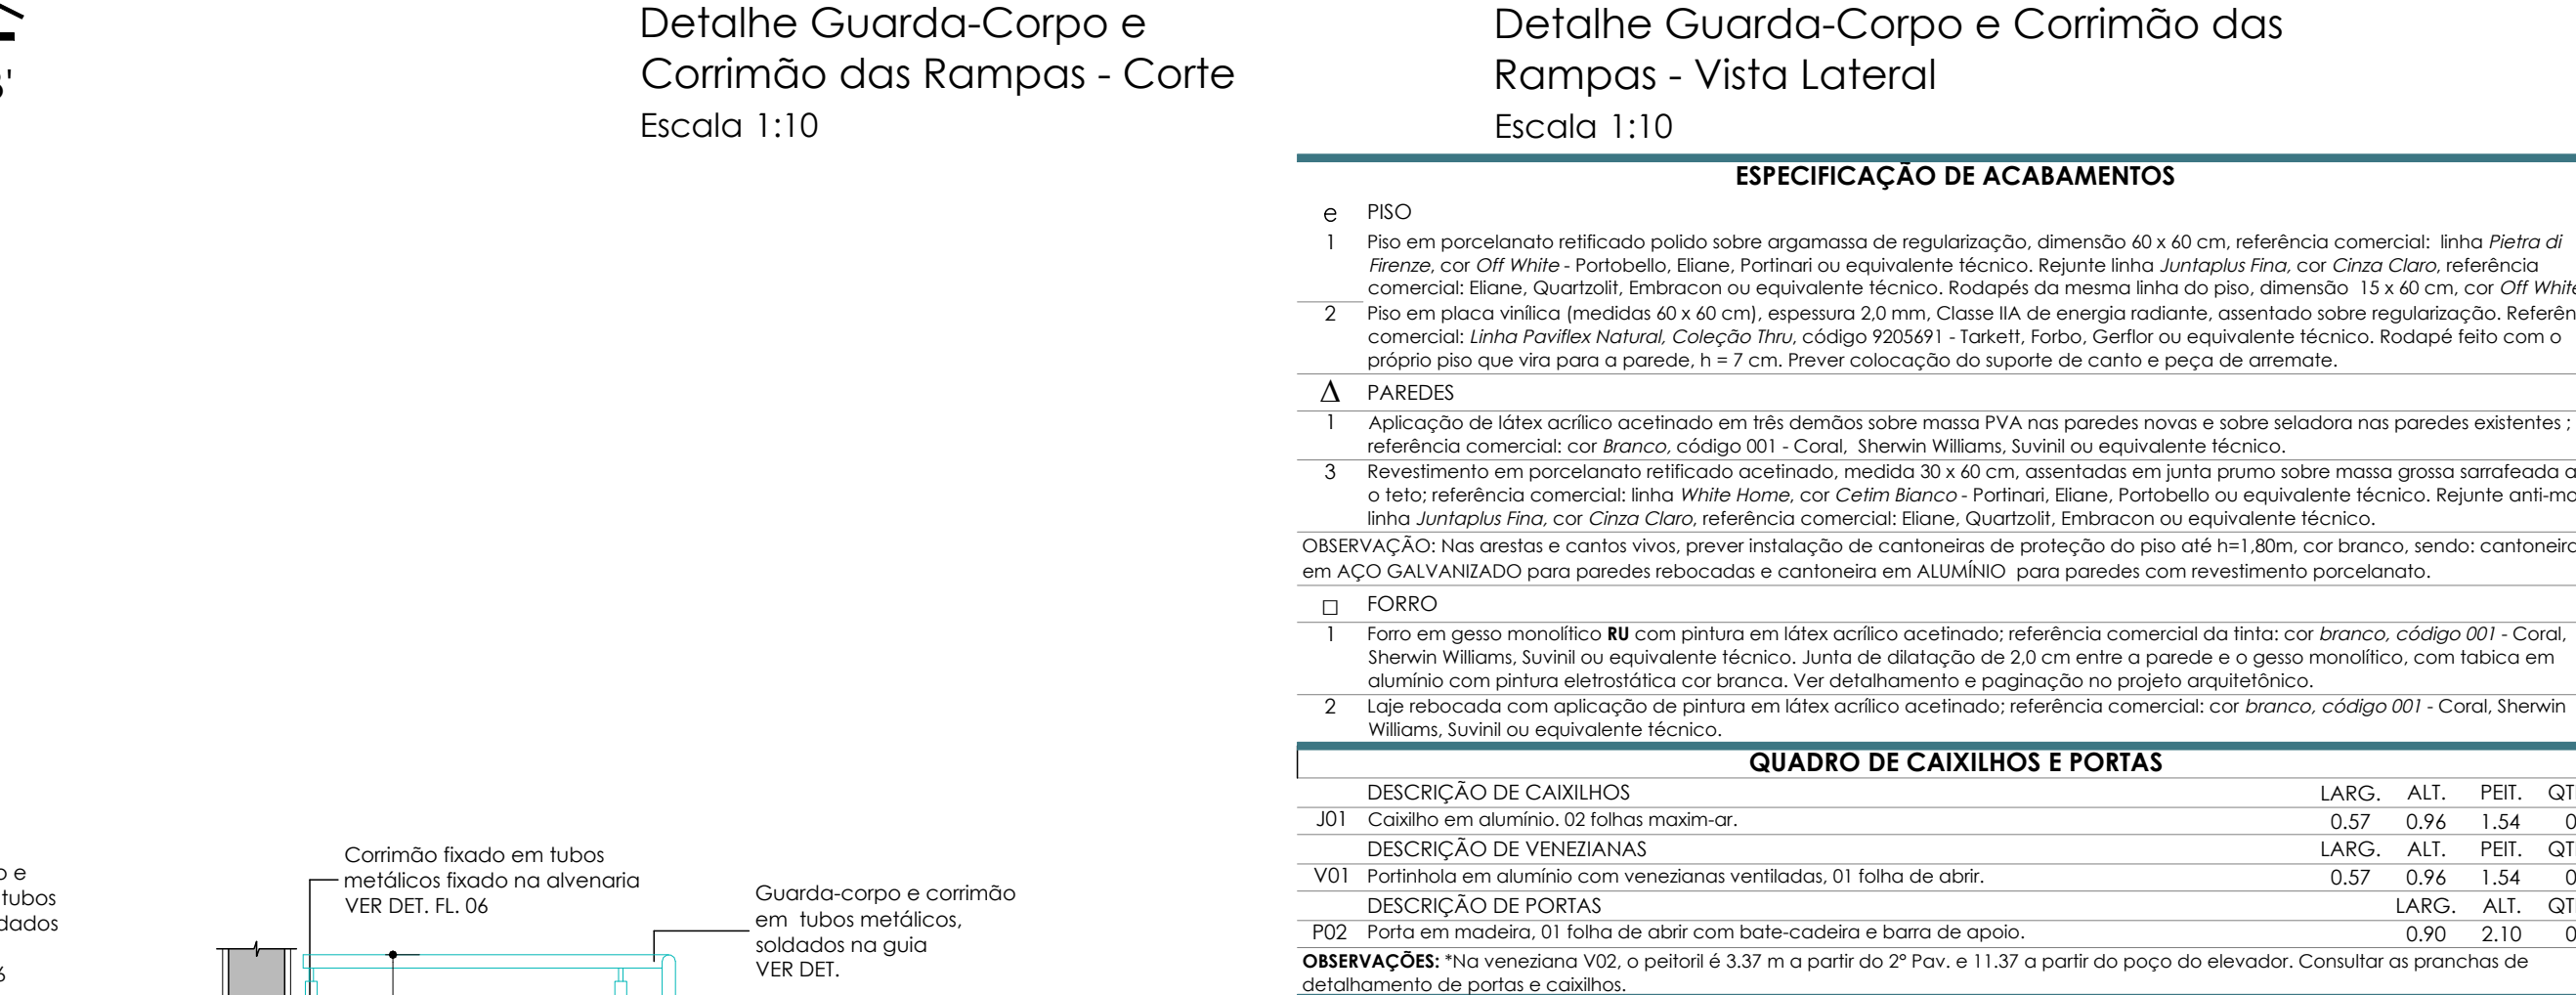 Detalhe Guarda-Corpo e
Corrimão das Rampas - Corte
Escala 1:10
Detalhe Guarda-Corpo e Corrimão das
Rampas - Vista Lateral
Escala 1:10
ESPECIFICAÇÃO DE ACABAMENTOS
e PISO
1 Piso em porcelanato retificado polido sobre argamassa de regularização, dimensão 60 x 60 cm, referência comercial: linha Pietra di
Firenze, cor Off White - Portobello, Eliane, Portinari ou equivalente técnico. Rejunte linha Juntaplus Fina, cor Cinza Claro, referência
comercial: Eliane, Quartzolit, Embracon ou equivalente técnico. Rodapés da mesma linha do piso, dimensão 15 x 60 cm, cor Off White
2 Piso em placa vinílica (medidas 60 x 60 cm), espessura 2,0 mm, Classe IIA de energia radiante, assentado sobre regularização. Referên
comercial: Linha Paviflex Natural, Coleção Thru, código 9205691 - Tarkett, Forbo, Gerflor ou equivalente técnico. Rodapé feito com o
próprio piso que vira para a parede, h = 7 cm. Prever colocação do suporte de canto e peça de arremate.
Δ PAREDES
1 Aplicação de látex acrílico acetinado em três demãos sobre massa PVA nas paredes novas e sobre seladora nas paredes existentes ;
referência comercial: cor Branco, código 001 - Coral, Sherwin Williams, Suvinil ou equivalente técnico.
3 Revestimento em porcelanato retificado acetinado, medida 30 x 60 cm, assentadas em junta prumo sobre massa grossa sarrafeada a
o teto; referência comercial: linha White Home, cor Cetim Bianco - Portinari, Eliane, Portobello ou equivalente técnico. Rejunte anti-mo
linha Juntaplus Fina, cor Cinza Claro, referência comercial: Eliane, Quartzolit, Embracon ou equivalente técnico.
OBSERVAÇÃO: Nas arestas e cantos vivos, prever instalação de cantoneiras de proteção do piso até h=1,80m, cor branco, sendo: cantoneira
em AÇO GALVANIZADO para paredes rebocadas e cantoneira em ALUMÍNIO para paredes com revestimento porcelanato.
□ FORRO
1 Forro em gesso monolítico RU com pintura em látex acrílico acetinado; referência comercial da tinta: cor branco, código 001 - Coral,
Sherwin Williams, Suvinil ou equivalente técnico. Junta de dilatação de 2,0 cm entre a parede e o gesso monolítico, com tabica em
alumínio com pintura eletrostática cor branca. Ver detalhamento e paginação no projeto arquitetônico.
2 Laje rebocada com aplicação de pintura em látex acrílico acetinado; referência comercial: cor branco, código 001 - Coral, Sherwin
Williams, Suvinil ou equivalente técnico.
QUADRO DE CAIXILHOS E PORTAS
DESCRIÇÃO DE CAIXILHOS LARG. ALT. PEIT. QT
J01 Caixilho em alumínio. 02 folhas maxim-ar. 0.57 0.96 1.54 0
DESCRIÇÃO DE VENEZIANAS LARG. ALT. PEIT. QT
V01 Portinhola em alumínio com venezianas ventiladas, 01 folha de abrir. 0.57 0.96 1.54 0
DESCRIÇÃO DE PORTAS LARG. ALT. QT
P02 Porta em madeira, 01 folha de abrir com bate-cadeira e barra de apoio. 0.90 2.10 0
OBSERVAÇÕES: *Na veneziana V02, o peitoril é 3.37 m a partir do 2º Pav. e 11.37 a partir do poço do elevador. Consultar as pranchas de
detalhamento de portas e caixilhos.
o e
tubos
dados
6
Corrimão fixado em tubos
metálicos fixado na alvenaria
VER DET. FL. 06
Guarda-corpo e corrimão
em tubos metálicos,
soldados na guia
VER DET.